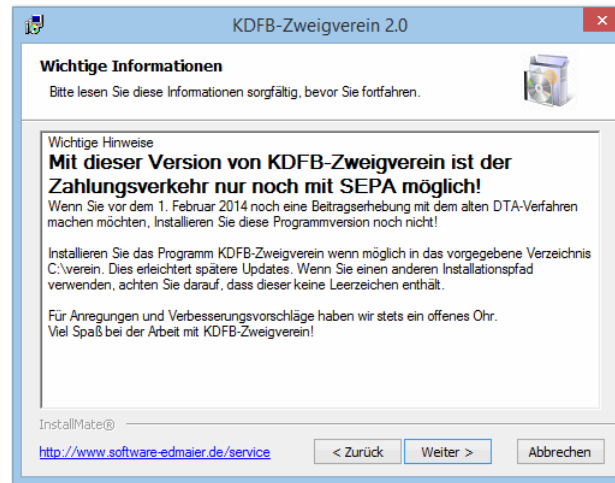 KDFB-Zweigverein 2.0
Wichtige Informationen
Bitte lesen Sie diese Informationen sorgfältig, bevor Sie fortfahren.
Wichtige Hinweise
Mit dieser Version von KDFB-Zweigverein ist der
Zahlungsverkehr nur noch mit SEPA möglich!
Wenn Sie vor dem 1. Februar 2014 noch eine Beitragserhebung mit dem alten DTA-Verfahren
machen möchten, Installieren Sie diese Programmversion noch nicht!
Installieren Sie das Programm KDFB-Zweigverein wenn möglich in das vorgegebene Verzeichnis
C:\verein. Dies erleichtert spätere Updates. Wenn Sie einen anderen Installationspfad
verwenden, achten Sie darauf, dass dieser keine Leerzeichen enthält.
Für Anregungen und Verbesserungsvorschläge haben wir stets ein offenes Ohr.
Viel Spaß bei der Arbeit mit KDFB-Zweigverein!
InstallMate®
http://www.software-edmaier.de/service < Zurück Weiter > Abbrechen